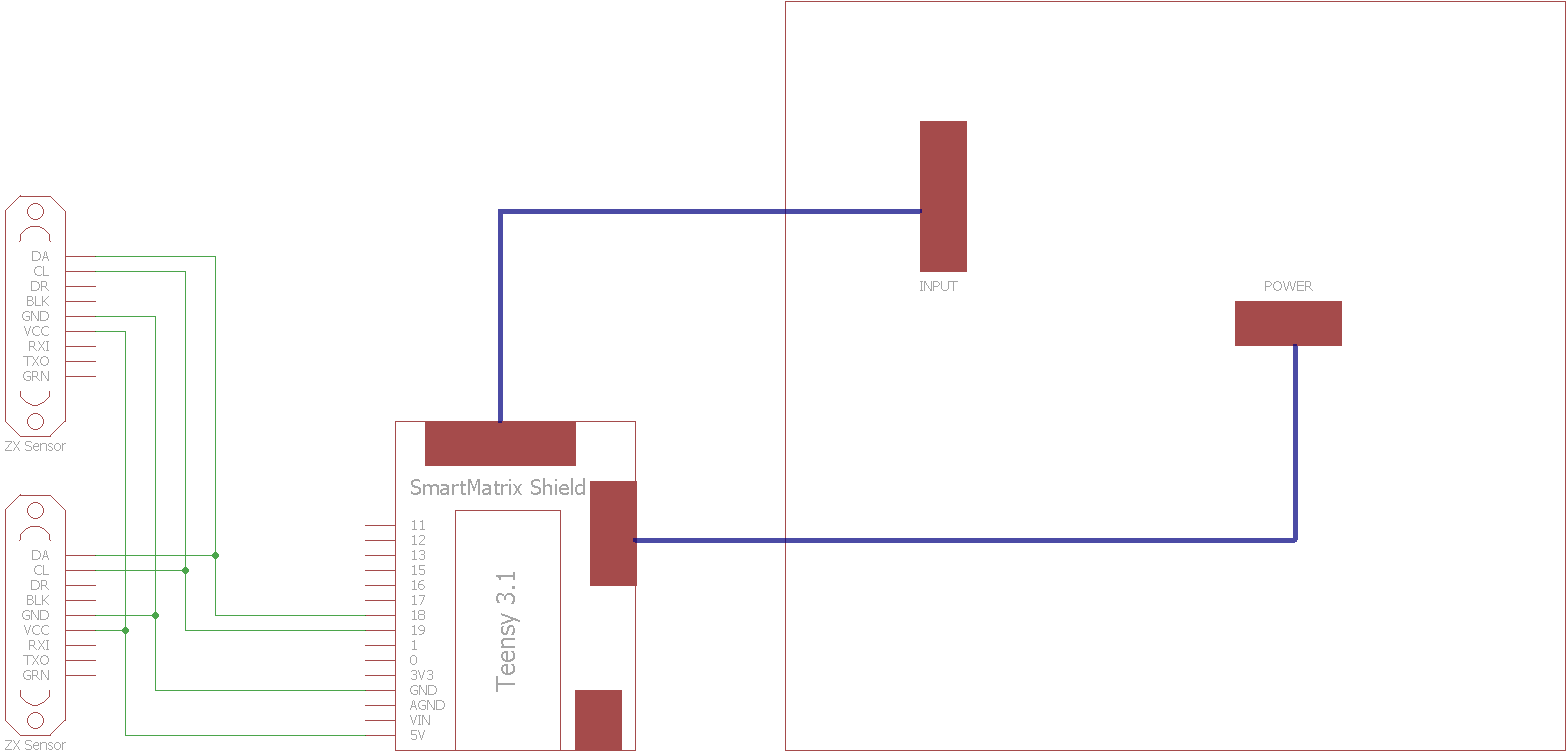 DA
CL
DR
BLK
GND
VCC
RXI
TXO
GRN
ZX Sensor
DA
CL
DR
BLK
GND
VCC
RXI
TXO
GRN
ZX Sensor
SmartMatrix Shield
11
12
13
15
16
17
18
19
1
0
3V3
GND
AGND
VIN
5V
Teensy 3.1
INPUT
POWER